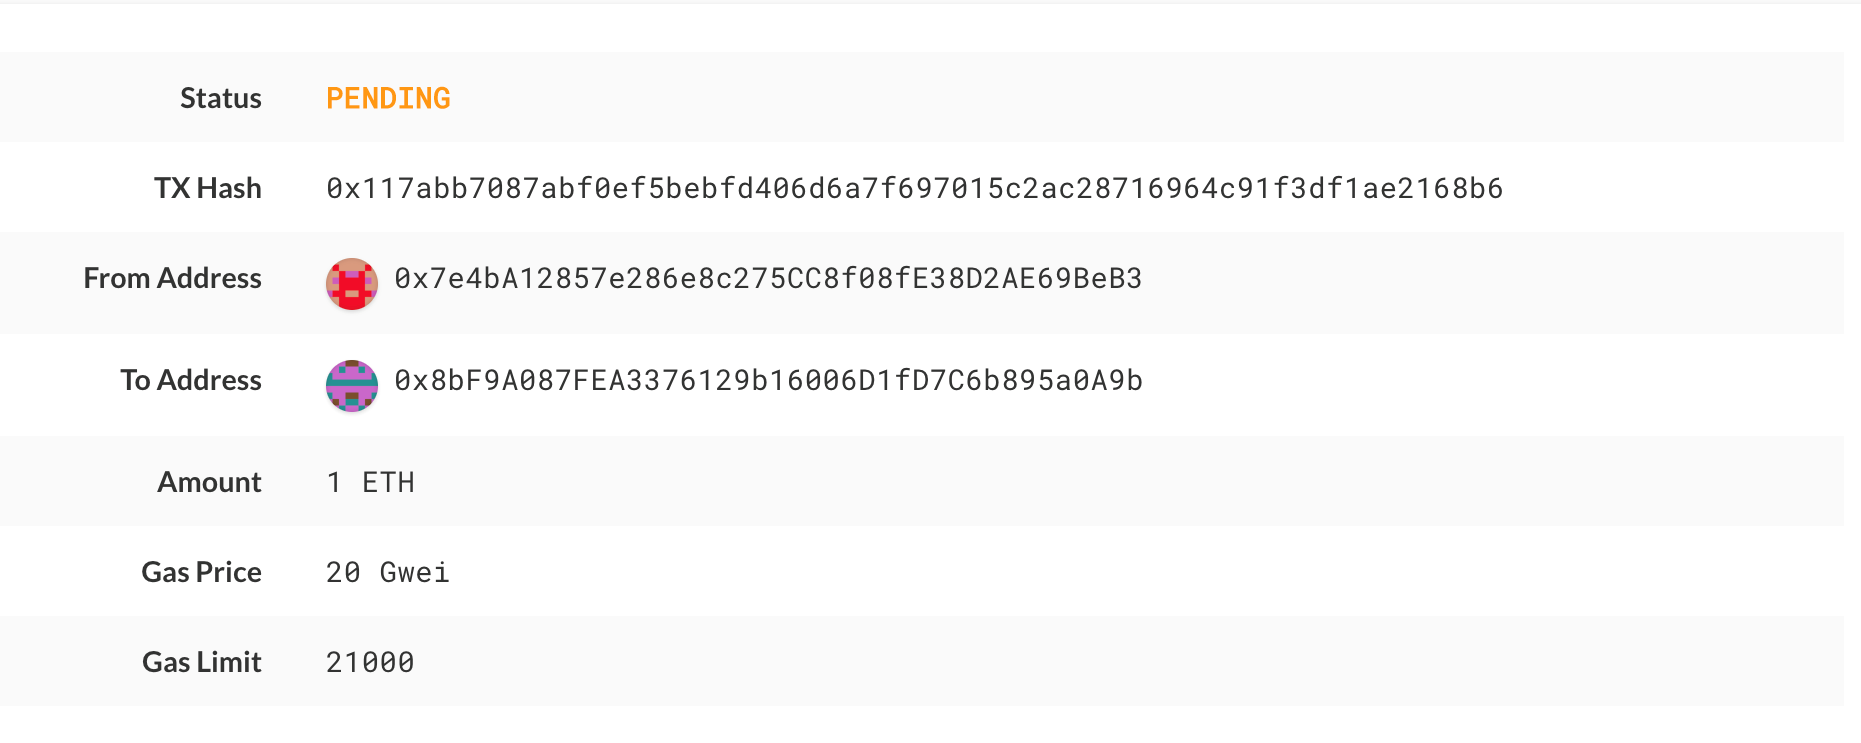 Status PENDING
TX Hash 0x117abb7087abf0ef5bebfd406d6a7f697015c2ac28716964c91f3df1ae2168b6
From Address 0x7e4bA12857e286e8c275CC8f08fE38D2AE69BeB3
To Address 0x8bF9A087FEA3376129b16006D1fD7C6b895a0A9b
Amount 1 ETH
Gas Price 20 Gwei
Gas Limit 21000